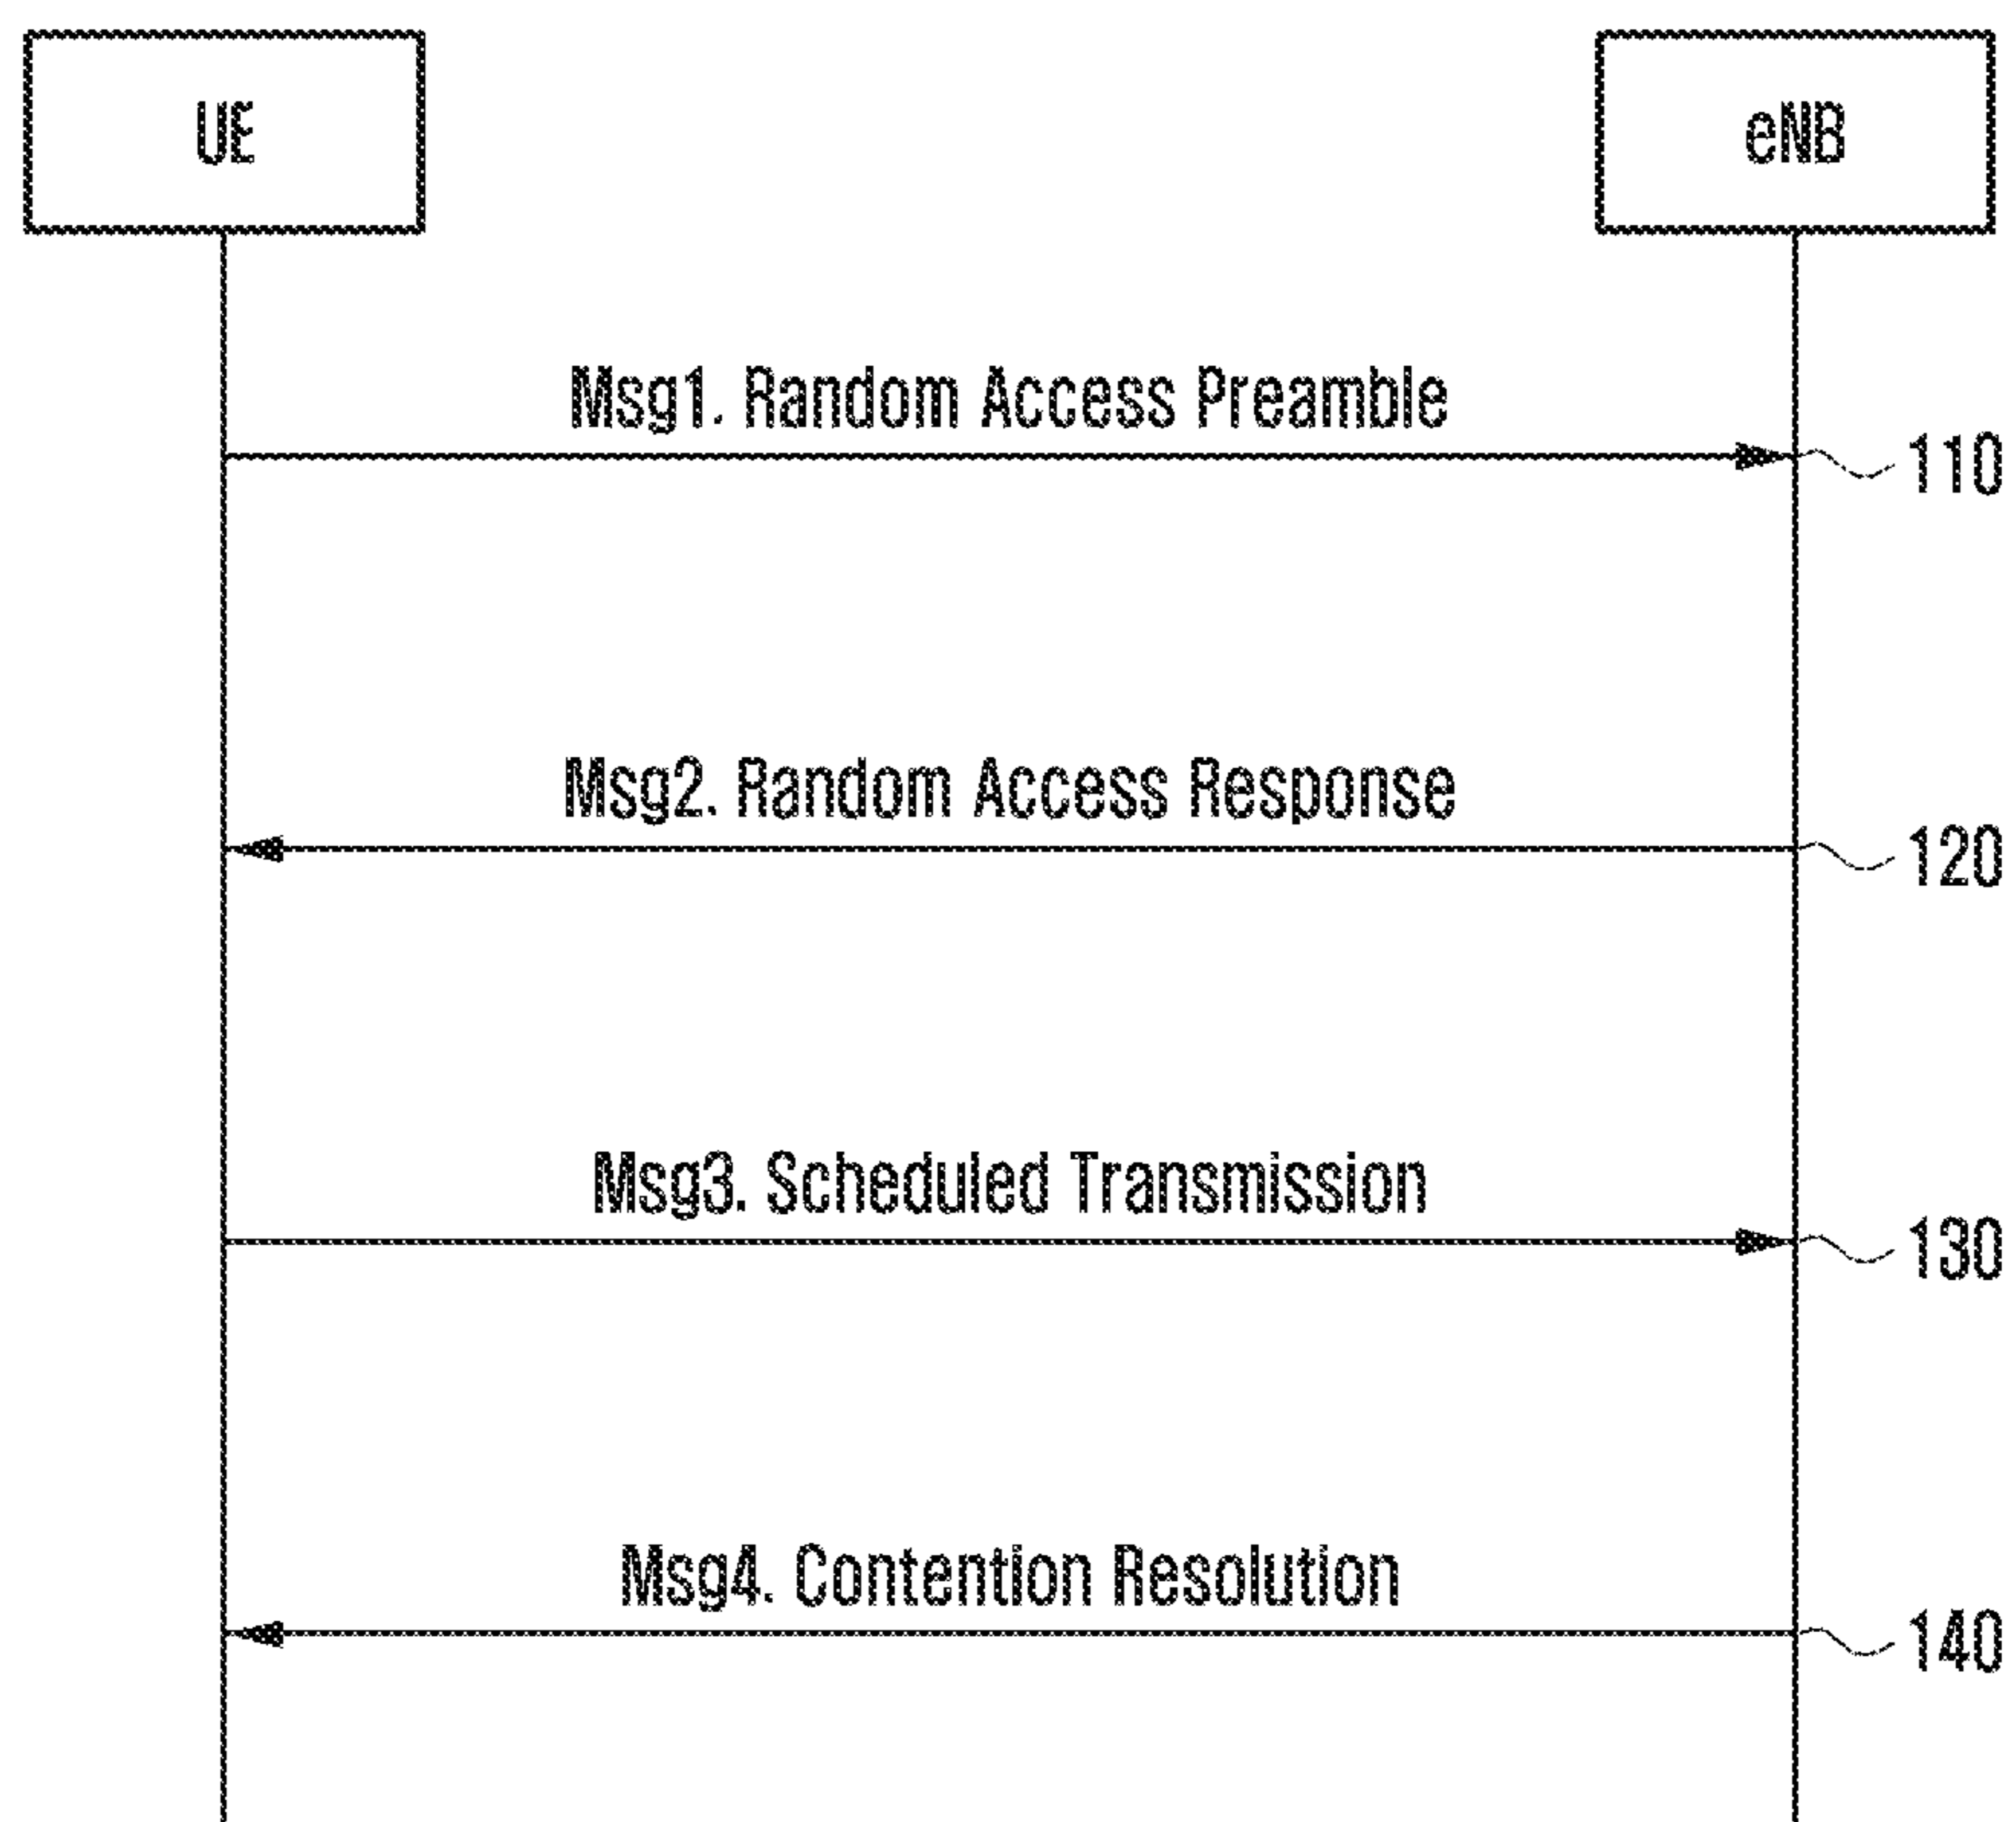 UE
eNB
Msg1. Random Access Preamble
110
Msg2. Random Access Response
120
Msg3. Scheduled Transmission
130
Msg4. Contention Resolution
140